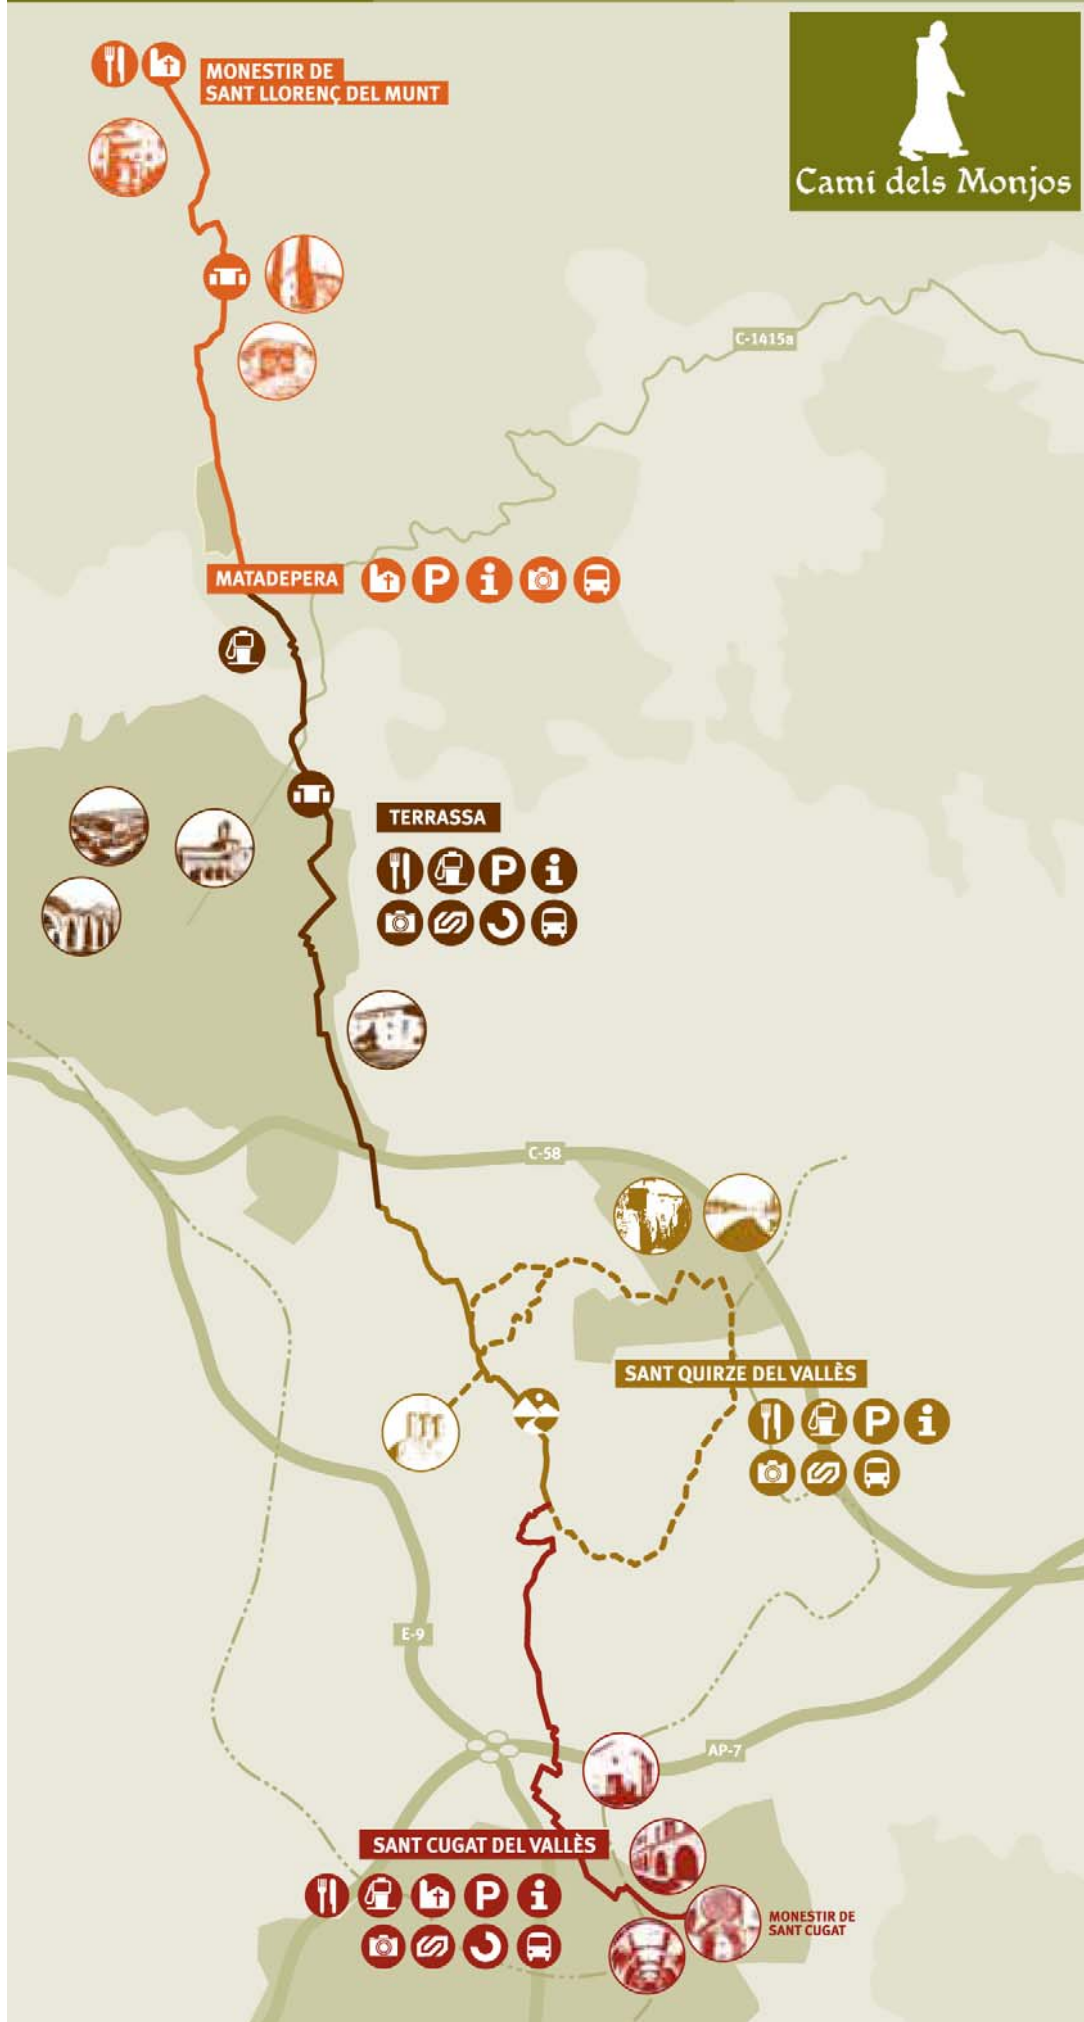 MONESTIR DE
SANT LLORENÇ DEL MUNT
Camí dels Monjos
C-1415a
MATADEPERA
P i
TERRASSA
P i
C-58
SANT QUIRZE DEL VALLÈS
P i
E-9
AP-7
SANT CUGAT DEL VALLÈS
P i
MONESTIR DE
SANT CUGAT